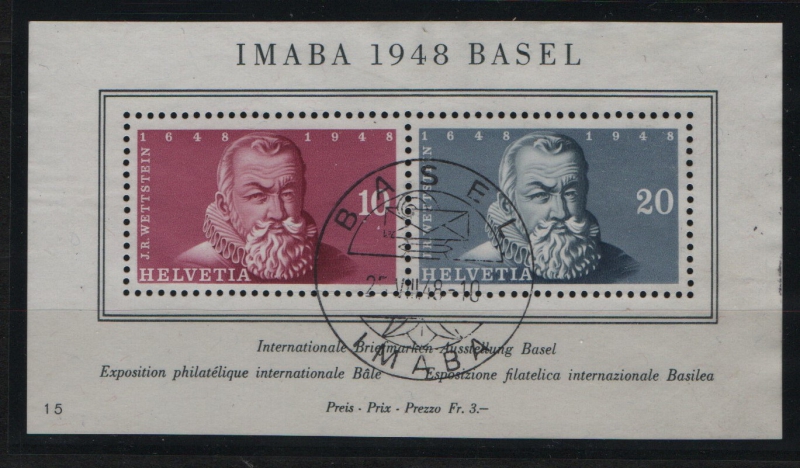 IMABA 1948 BASEL
1648 1948
J.R. WETTSTEIN
10
HELVETIA
1648 1948
J.R. WETTSTEIN
20
HELVETIA
BASEL
VIII 48-10
IMABA
Internationale Briefmarken-Ausstellung Basel
Exposition philatélique internationale Bâle Esposizione filatelica internazionale Basilea
15
Preis · Prix · Prezzo Fr. 3.–